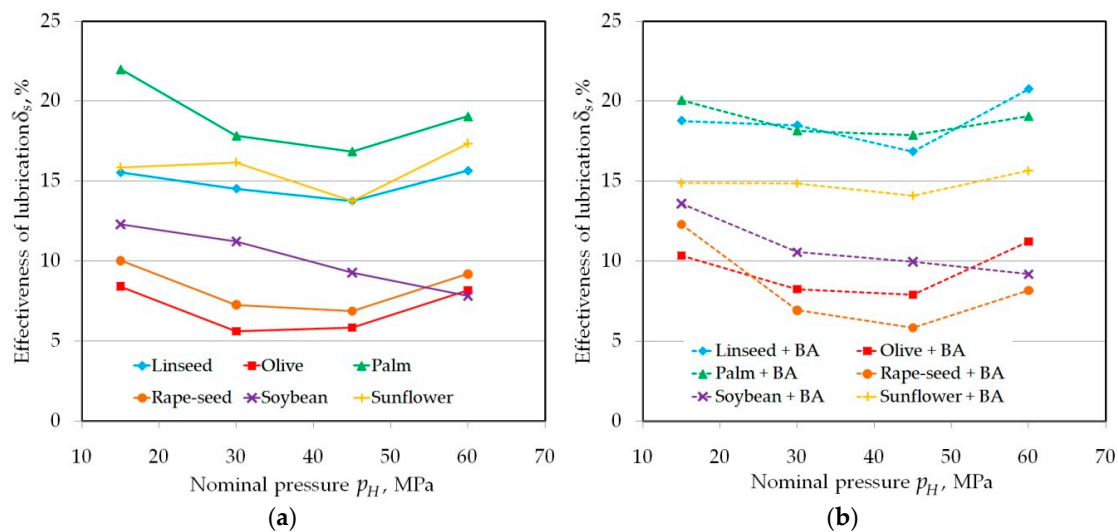 25
20
15
10
5
0
Effectiveness of lubrication δs, %
Linseed Olive Palm
Rape-seed Soybean Sunflower
10 20 30 40 50 60 70
Nominal pressure pH, MPa
(a)
25
20
15
10
5
0
Effectiveness of lubrication δs, %
Linseed + BA Olive + BA
Palm + BA Rape-seed + BA
Soybean + BA Sunflower + BA
10 20 30 40 50 60 70
Nominal pressure pH, MPa
(b)